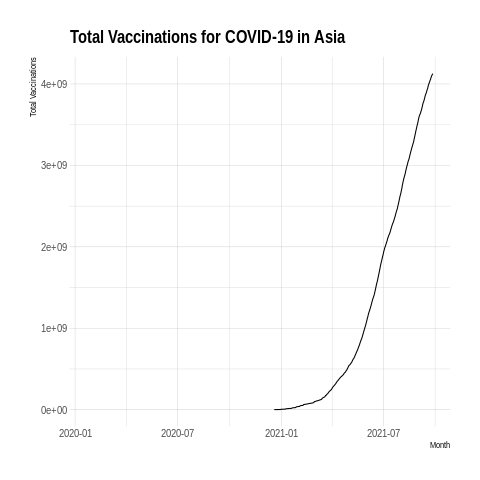 Total Vaccinations for COVID-19 in Asia
Total Vaccinations
4e+09
3e+09
2e+09
1e+09
0e+00
2020-01 2020-07 2021-01 2021-07
Month